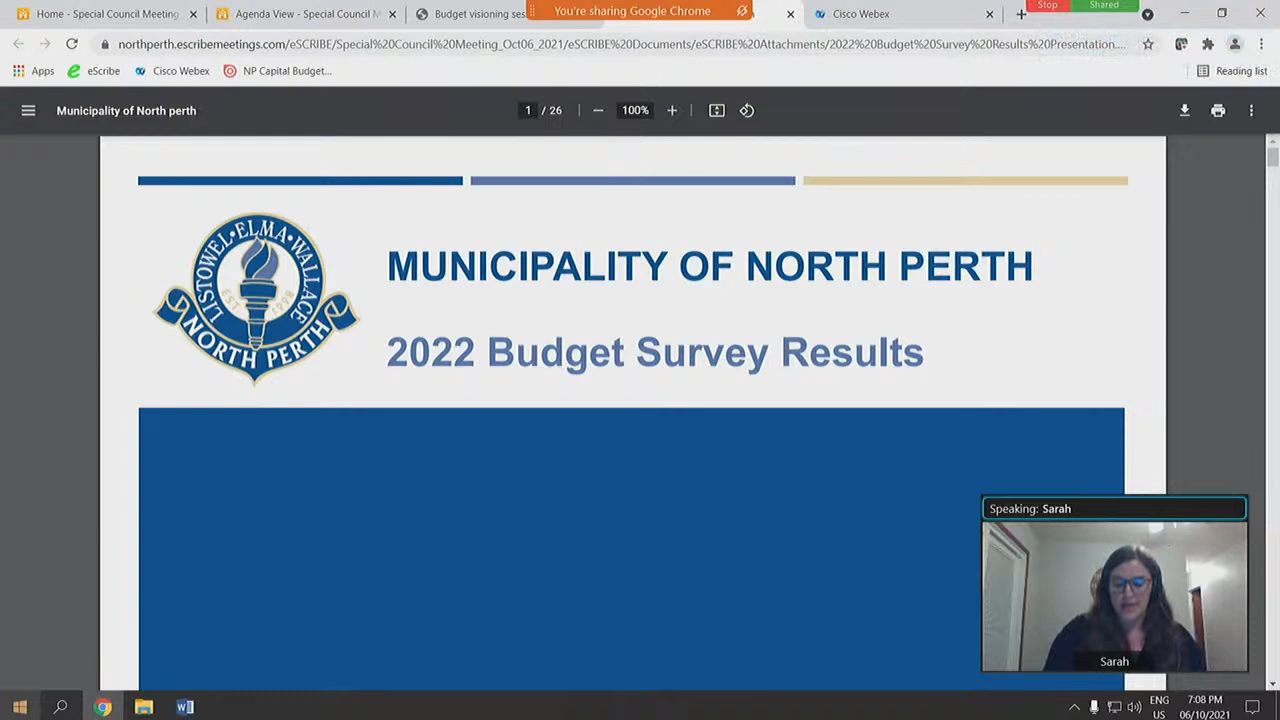 Home - Special Council Meeting
Agenda View - Special Council M
Budget visioning ses
You're sharing Google Chrome
Cisco Webex
Stop
Shared
northperth.escribemeetings.com/eSCRIBE/Special%20Council%20Meeting_Oct06_2021/eSCRIBE%20Documents/eSCRIBE%20Attachments/2022%20Budget%20Survey%20Results%20Presentation....
Apps
eScribe
Cisco Webex
NP Capital Budget...
Reading list
Municipality of North perth
1 / 26
100%
LISTOWEL•ELMA•WALLACE
EST 1998
NORTH PERTH
MUNICIPALITY OF NORTH PERTH
2022 Budget Survey Results
Speaking: Sarah
Sarah
ENG
US
7:08 PM
06/10/2021